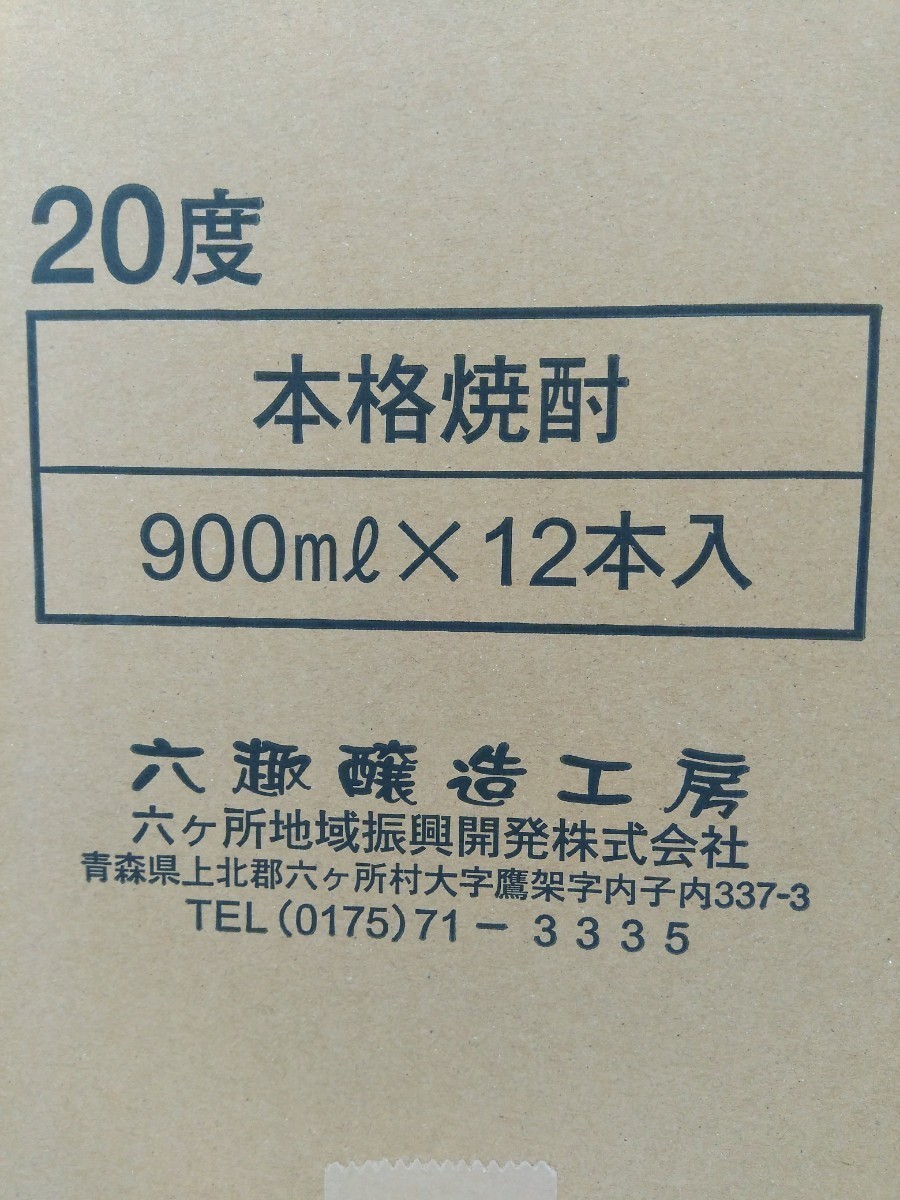 20度
本格焼酎
900mℓ×12本入
六趣醸造工房
六ケ所地域振興開発株式会社
青森県上北郡六ヶ所村大字鷹架字内子内337-3
TEL(0175)71－３３３５